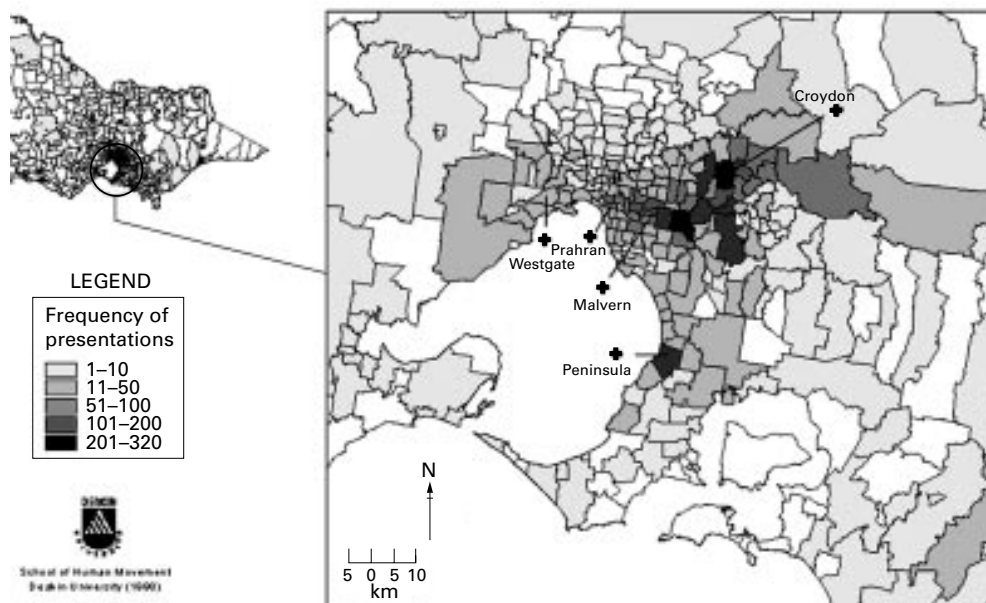 Croydon
Prahran
Westgate
Malvern
Peninsula
LEGEND
Frequency of
presentations
1–10
11–50
51–100
101–200
201–320
N
5 0 5 10
km
DEAKIN
School of Human Movement
Deakin University (1998)